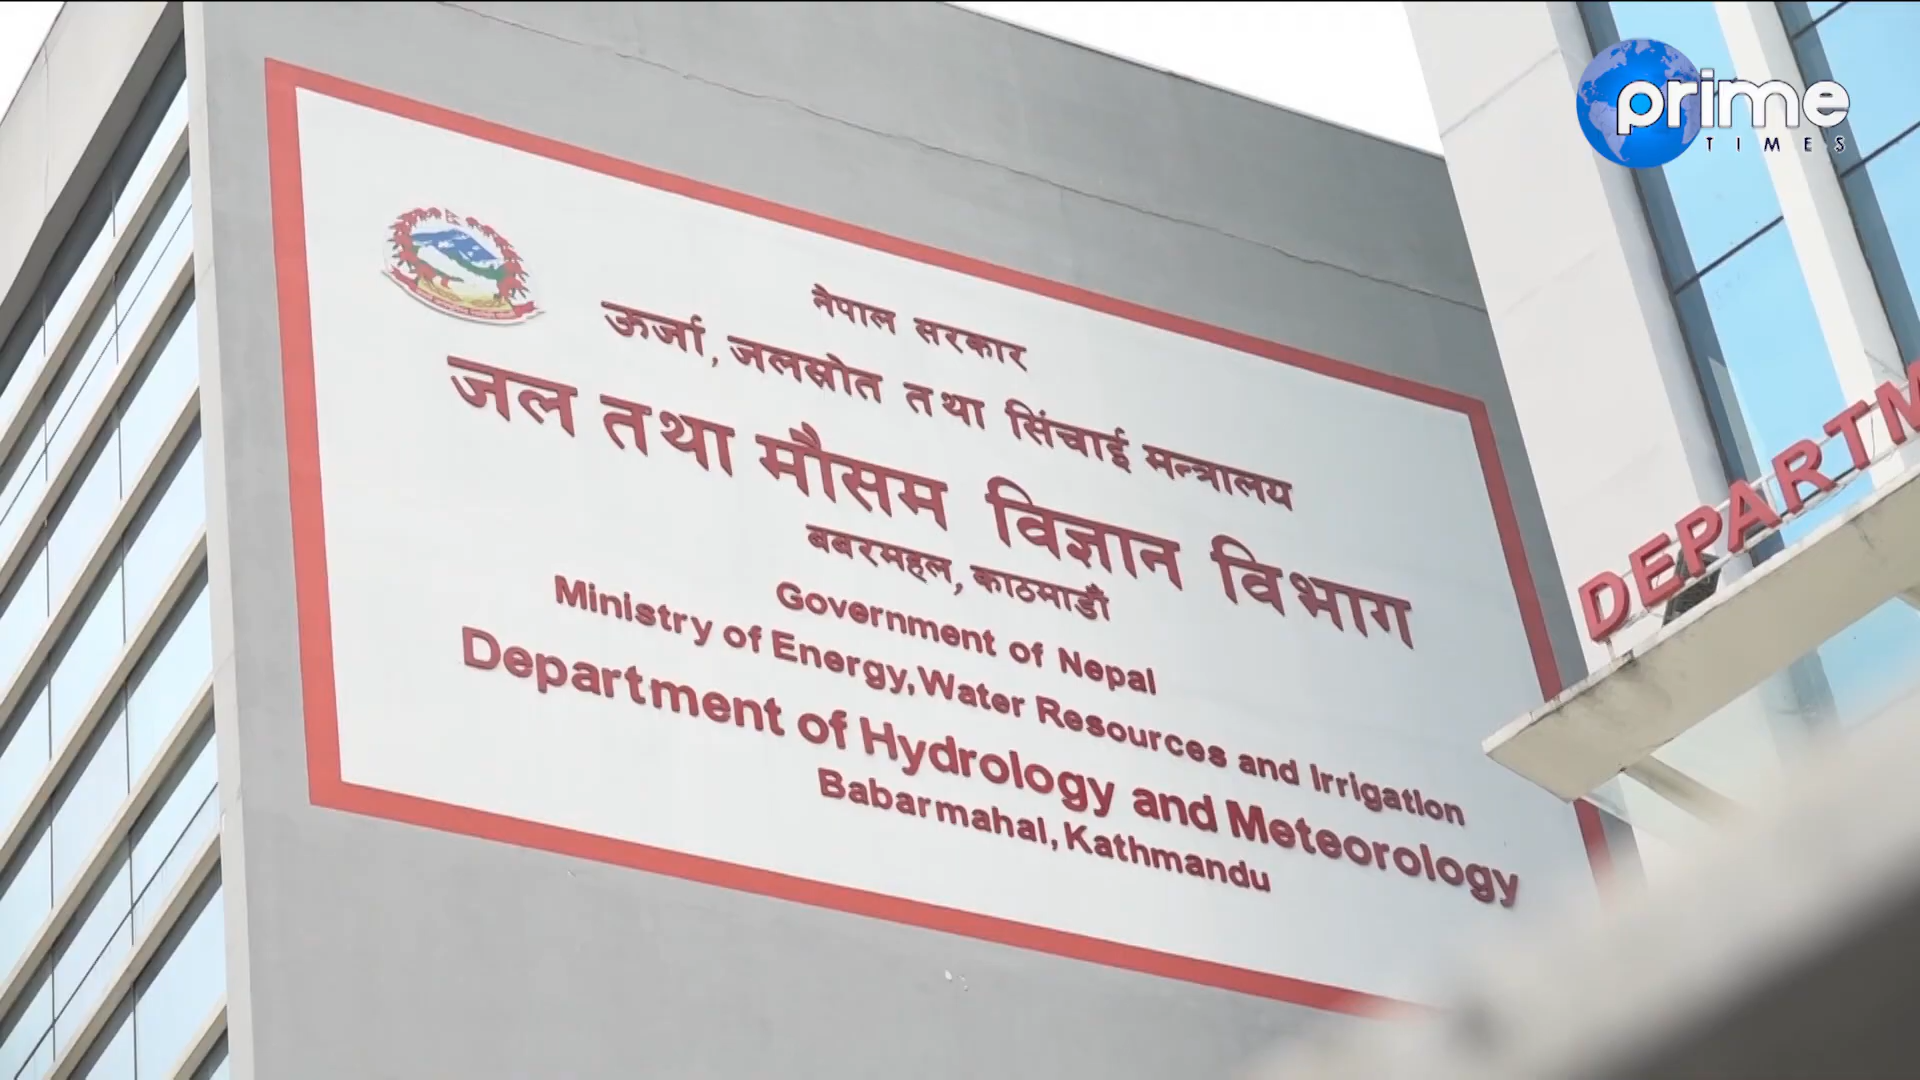 नेपाल सरकार
ऊर्जा, जलस्रोत तथा सिंचाई मन्त्रालय
जल तथा मौसम विज्ञान विभाग
बबरमहल, काठमाडौँ
Government of Nepal
Ministry of Energy, Water Resources and Irrigation
Department of Hydrology and Meteorology
Babarmahal, Kathmandu
DEPARTM
prime
TIMES